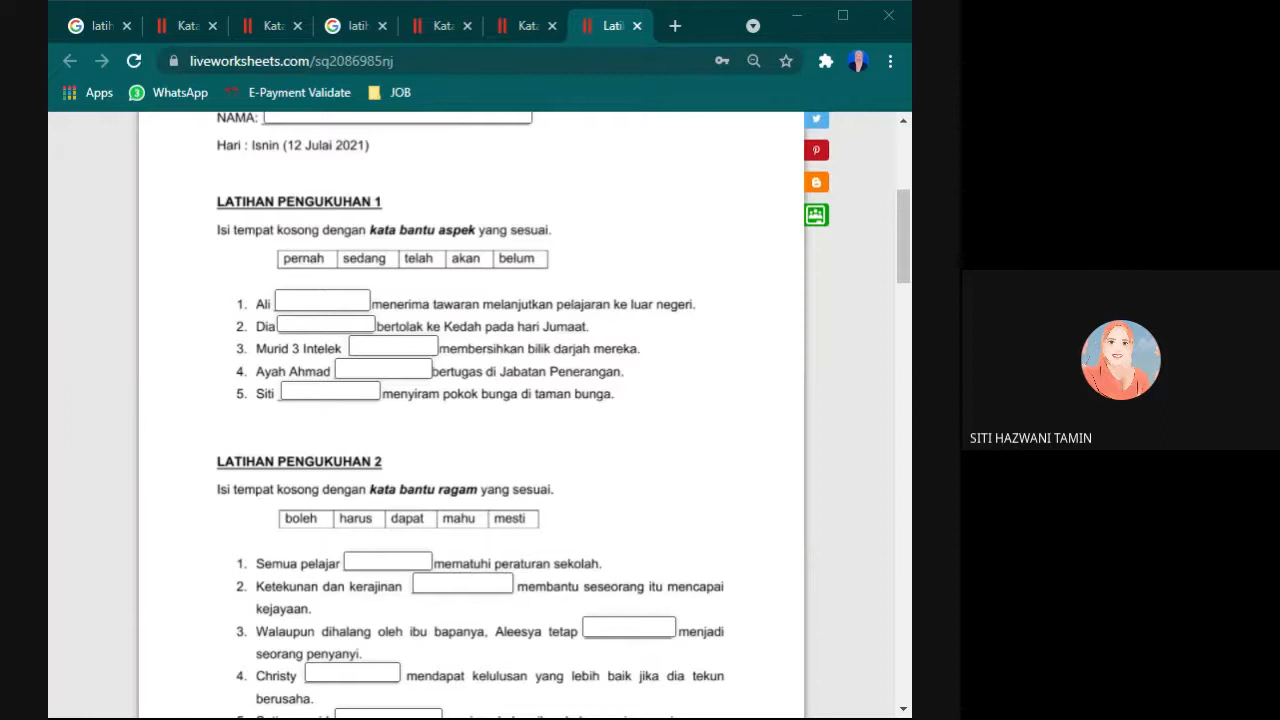 latih
Kata
Kata
latih
Kata
Kata
Lati
liveworksheets.com/sq2086985nj
Apps
3
WhatsApp
E-Payment Validate
JOB
NAMA:
Hari : Isnin (12 Julai 2021)
LATIHAN PENGUKUHAN 1
Isi tempat kosong dengan kata bantu aspek yang sesuai.
pernah sedang telah akan belum
1. Ali menerima tawaran melanjutkan pelajaran ke luar negeri.
2. Dia bertolak ke Kedah pada hari Jumaat.
3. Murid 3 Intelek membersihkan bilik darjah mereka.
4. Ayah Ahmad bertugas di Jabatan Penerangan.
5. Siti menyiram pokok bunga di taman bunga.
LATIHAN PENGUKUHAN 2
Isi tempat kosong dengan kata bantu ragam yang sesuai.
boleh harus dapat mahu mesti
1. Semua pelajar mematuhi peraturan sekolah.
2. Ketekunan dan kerajinan membantu seseorang itu mencapai
kejayaan.
3. Walaupun dihalang oleh ibu bapanya, Aleesya tetap menjadi
seorang penyanyi.
4. Christy mendapat kelulusan yang lebih baik jika dia tekun
berusaha.
SITI HAZWANI TAMIN